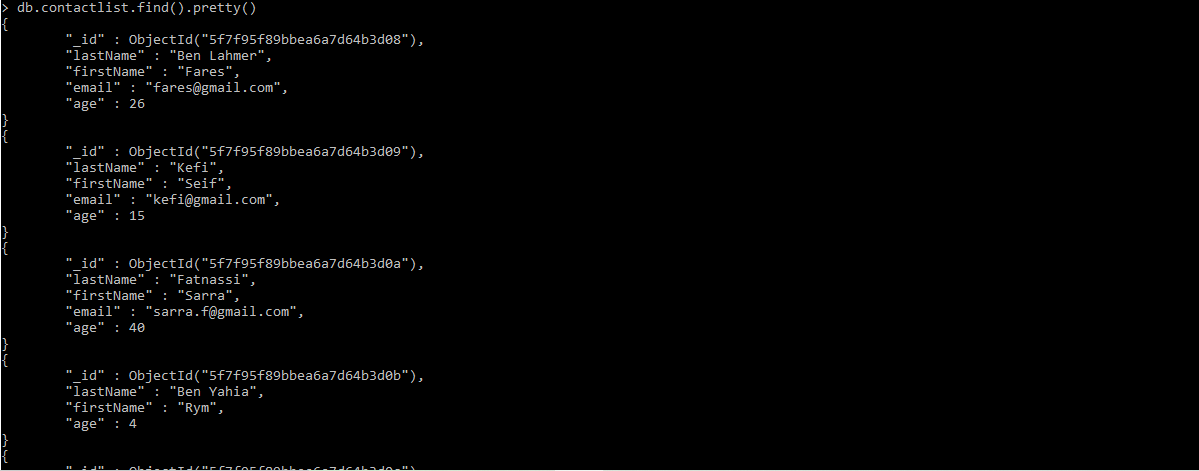 > db.contactlist.find().pretty()
{
"_id" : ObjectId("5f7f95f89bbea6a7d64b3d08"),
"lastName" : "Ben Lahmer",
"firstName" : "Fares",
"email" : "fares@gmail.com",
"age" : 26
}
{
"_id" : ObjectId("5f7f95f89bbea6a7d64b3d09"),
"lastName" : "Kefi",
"firstName" : "Seif",
"email" : "kefi@gmail.com",
"age" : 15
}
{
"_id" : ObjectId("5f7f95f89bbea6a7d64b3d0a"),
"lastName" : "Fatnassi",
"firstName" : "Sarra",
"email" : "sarra.f@gmail.com",
"age" : 40
}
{
"_id" : ObjectId("5f7f95f89bbea6a7d64b3d0b"),
"lastName" : "Ben Yahia",
"firstName" : "Rym",
"age" : 4
}
{